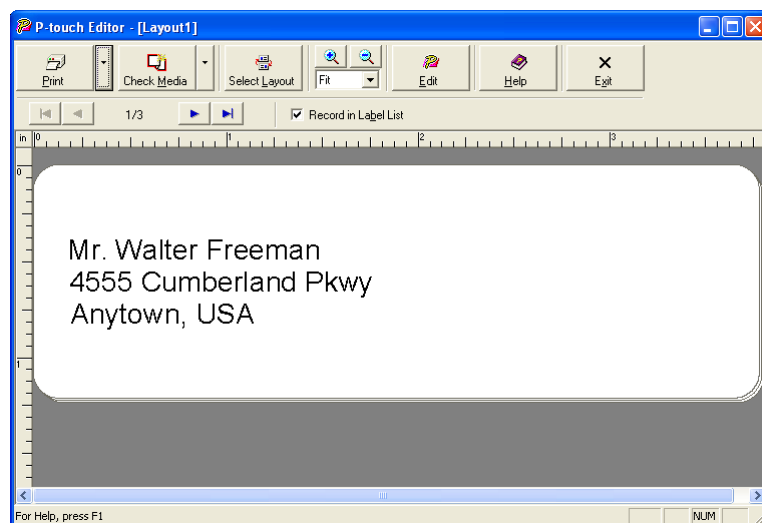 P-touch Editor - [Layout1]
Print Check Media Select Layout Fit Edit Help Exit
1/3 Record in Label List
in 0 1 2 3
0
Mr. Walter Freeman
4555 Cumberland Pkwy
Anytown, USA
1
For Help, press F1 NUM